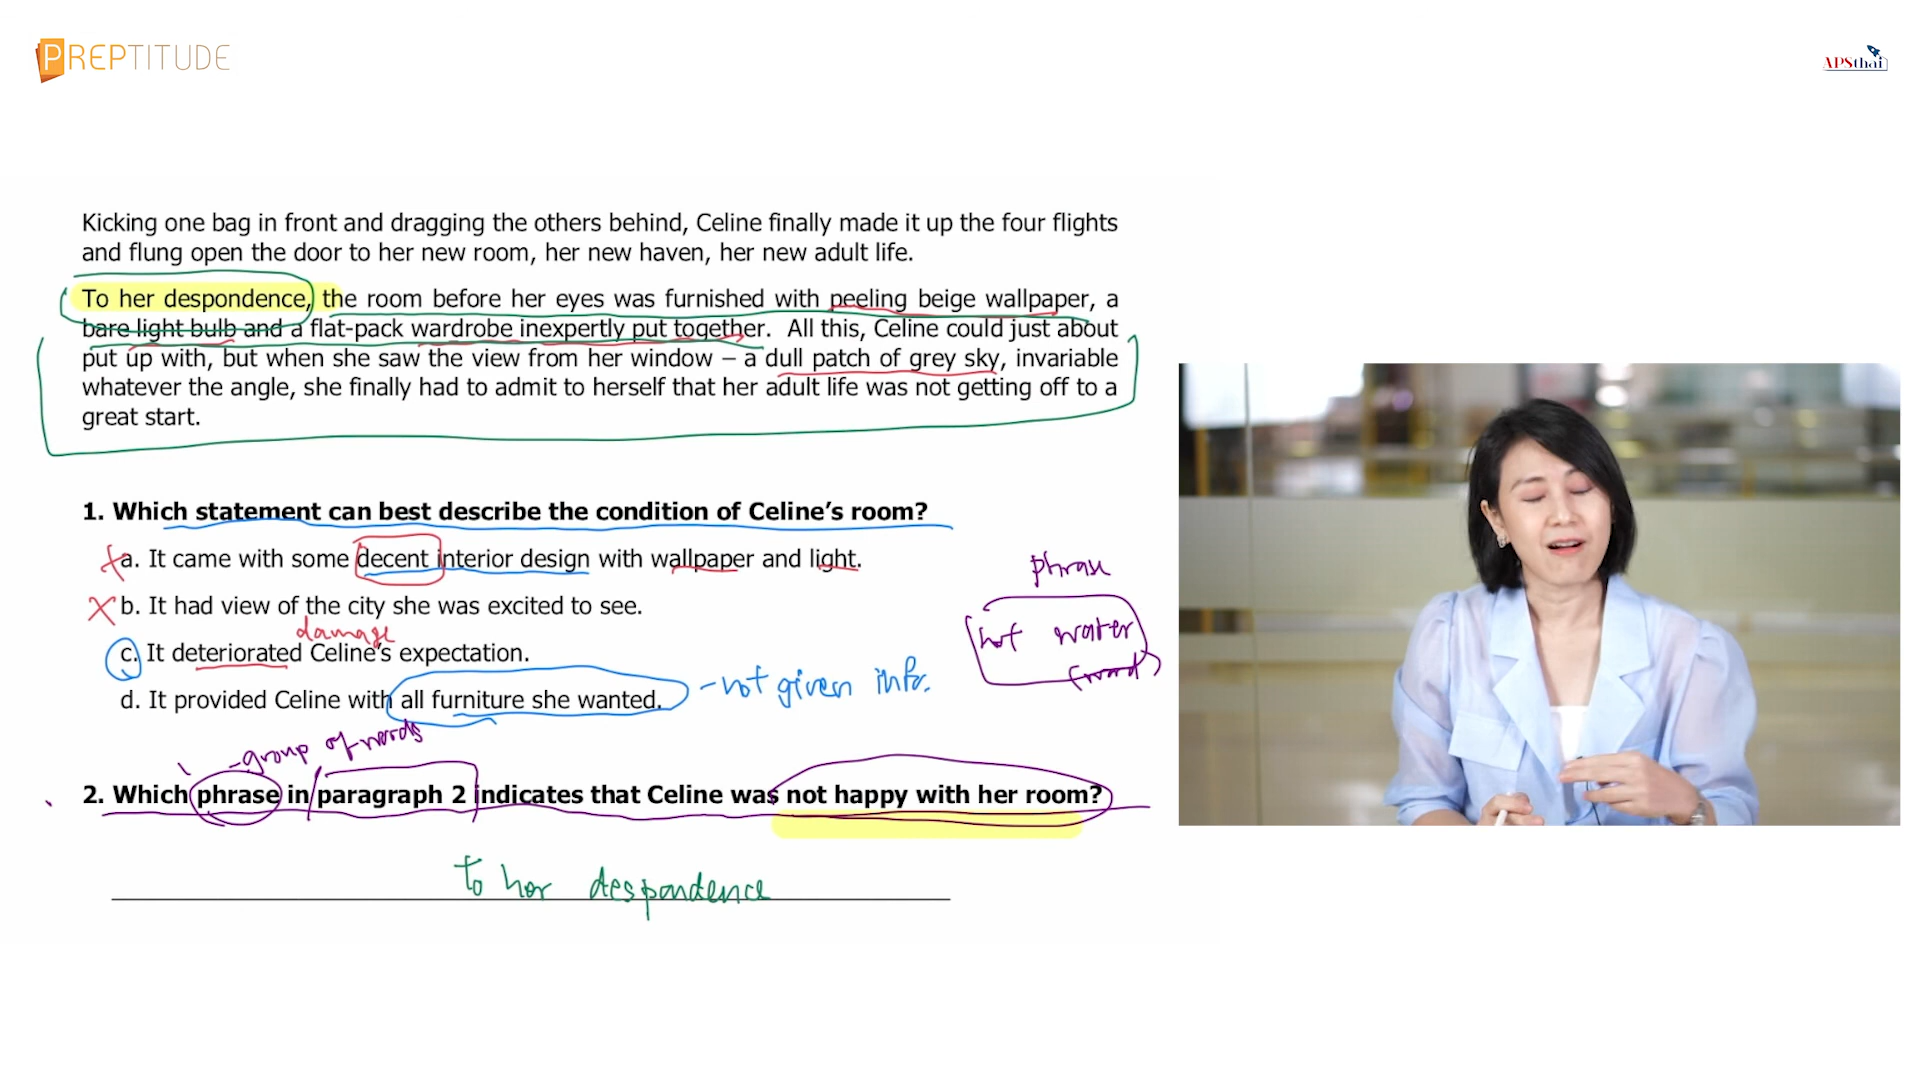 PREPTITUDE
APSthai
Kicking one bag in front and dragging the others behind, Celine finally made it up the four flights
and flung open the door to her new room, her new haven, her new adult life.
To her despondence, the room before her eyes was furnished with peeling beige wallpaper, a
bare light bulb and a flat-pack wardrobe inexpertly put together. All this, Celine could just about
put up with, but when she saw the view from her window – a dull patch of grey sky, invariable
whatever the angle, she finally had to admit to herself that her adult life was not getting off to a
great start.
1. Which statement can best describe the condition of Celine's room?
a. It came with some decent interior design with wallpaper and light.
b. It had view of the city she was excited to see.
damage
c. It deteriorated Celine's expectation.
d. It provided Celine with all furniture she wanted.
- not given info.
phrase
hot water
(word)
- group of words
2. Which phrase in paragraph 2 indicates that Celine was not happy with her room?
to her despondence